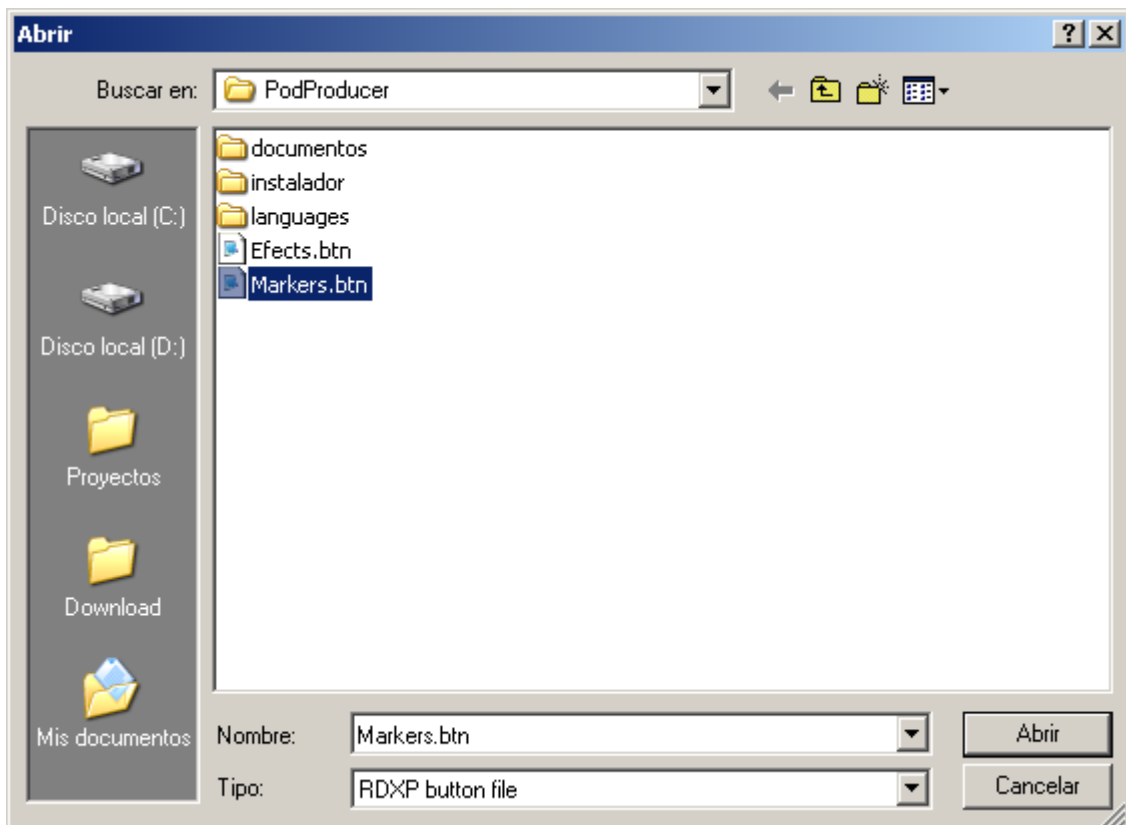 Abrir
Buscar en: PodProducer
Disco local (C:)
Disco local (D:)
Proyectos
Download
Mis documentos
documentos
instalador
languages
Efects.btn
Markers.btn
Nombre: Markers.btn Abrir
Tipo: RDXP button file Cancelar